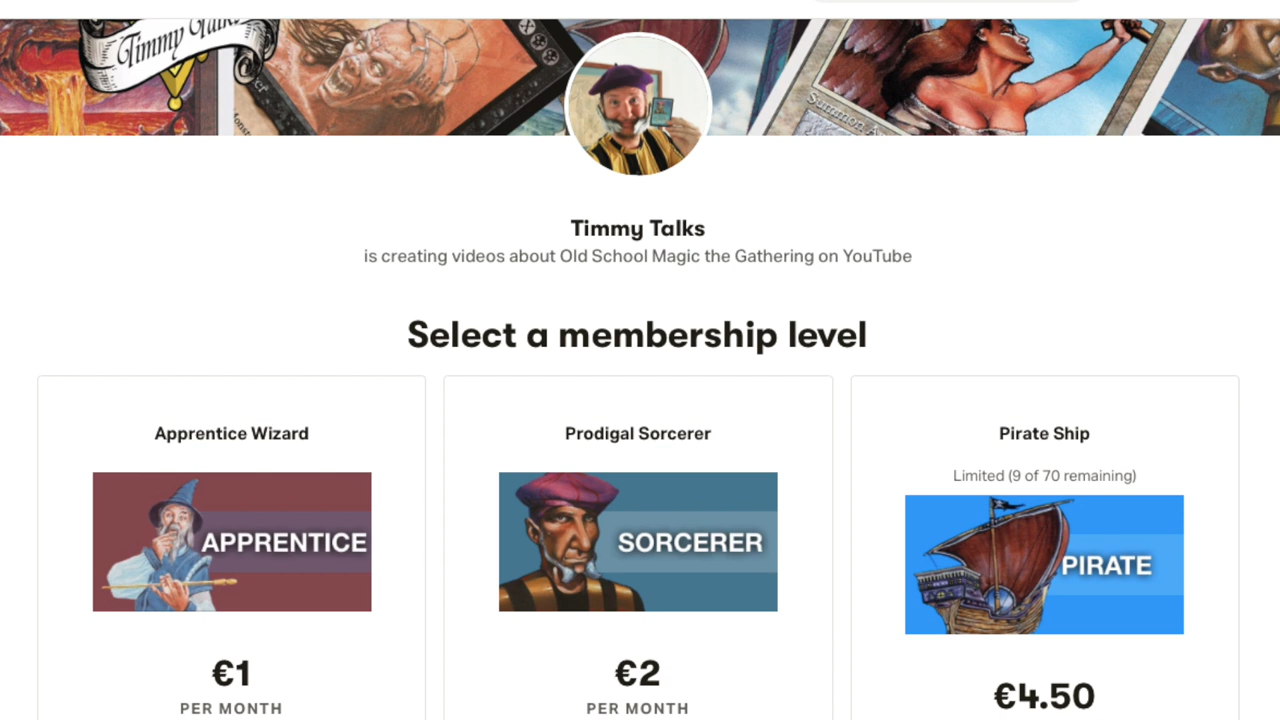 Timmy Talks
Summon A
Timmy Talks
is creating videos about Old School Magic the Gathering on YouTube
Select a membership level
Apprentice Wizard
Prodigal Sorcerer
Pirate Ship
Limited (9 of 70 remaining)
APPRENTICE
SORCERER
PIRATE
€1
PER MONTH
€2
PER MONTH
€4.50